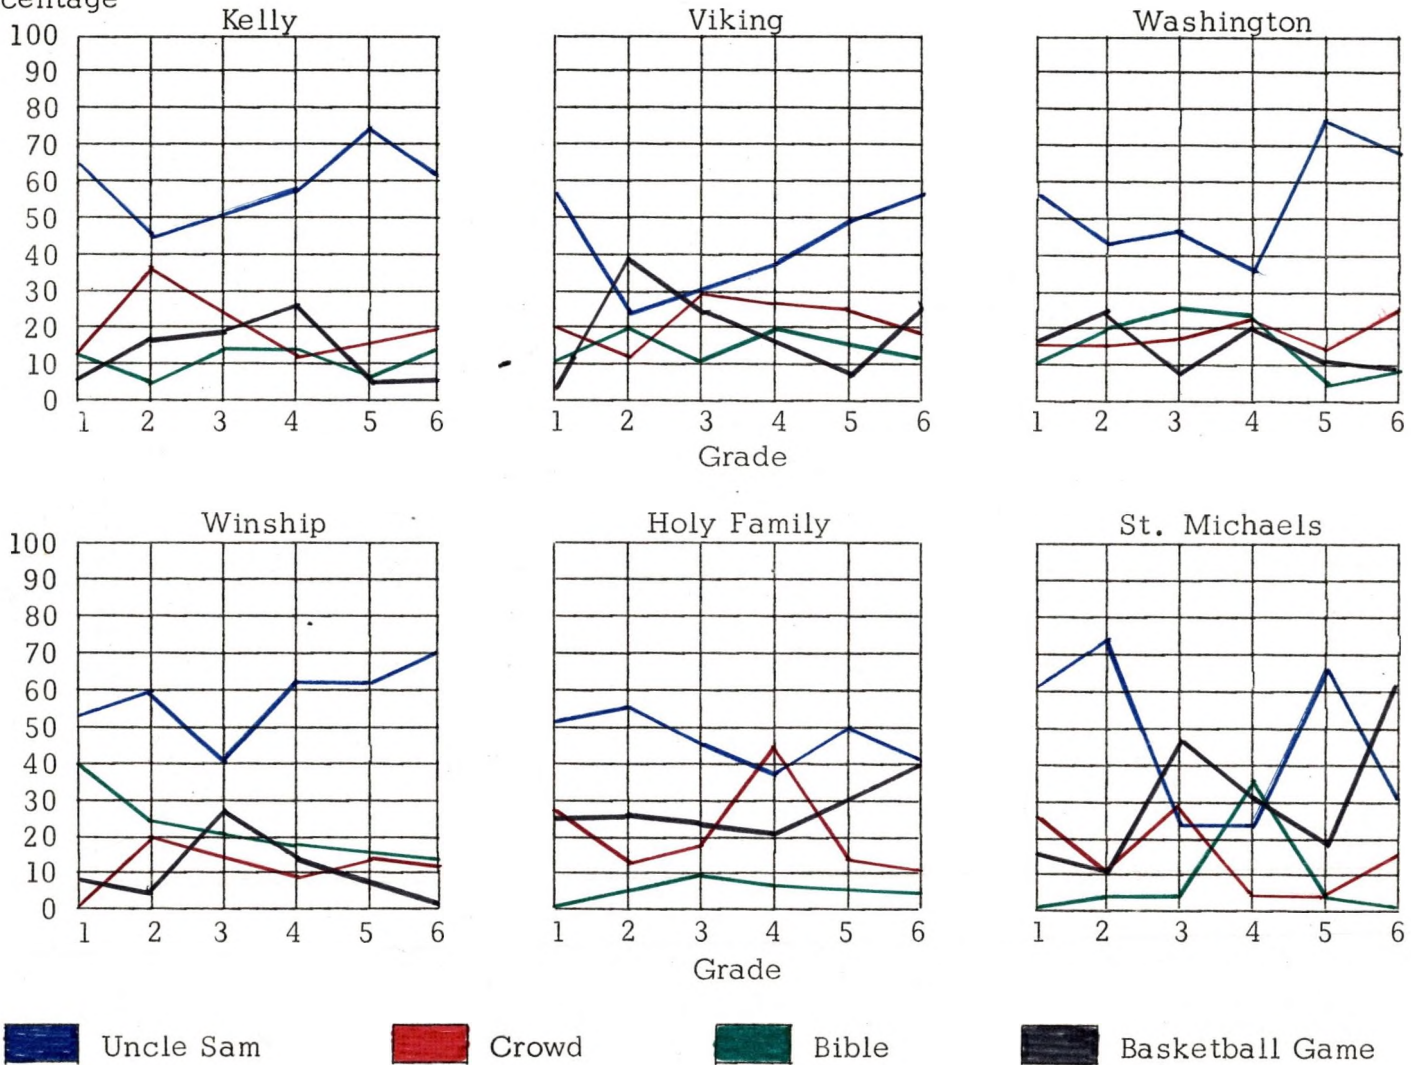 centage
Kelly Viking Washington
100
90
80
70
60
50
40
30
20
10
0
1 2 3 4 5 6 1 2 3 4 5 6 1 2 3 4 5 6
Grade
Winship Holy Family St. Michaels
100
90
80
70
60
50
40
30
20
10
0
1 2 3 4 5 6 1 2 3 4 5 6 1 2 3 4 5 6
Grade
Uncle Sam Crowd Bible Basketball Game